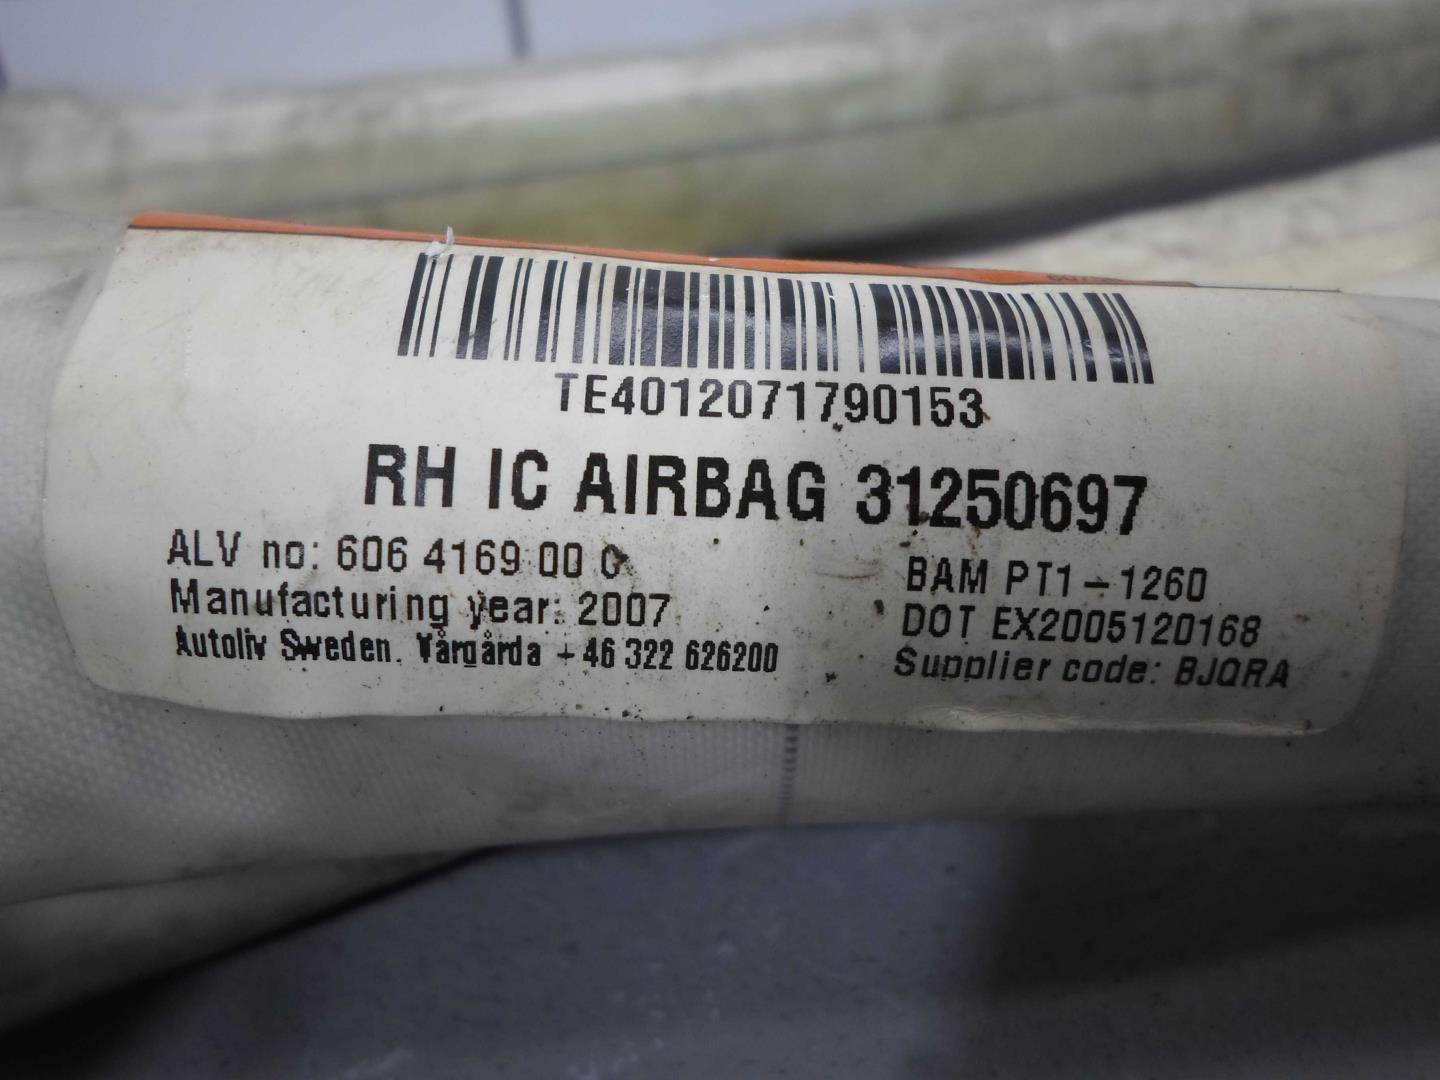 TE4012071790153
RH IC AIRBAG 31250697
ALV no: 606 4169 00 C
Manufacturing year: 2007
Autoliv Sweden. Vårgårda +46 322 626200
BAM PT1-1260
DOT EX2005120168
Supplier code: BJQRA